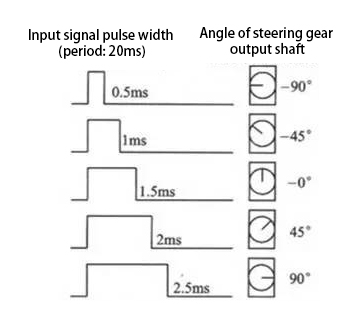 Input signal pulse width
(period: 20ms)
Angle of steering gear
output shaft
0.5ms
−90°
1ms
−45°
1.5ms
−0°
2ms
45°
2.5ms
90°